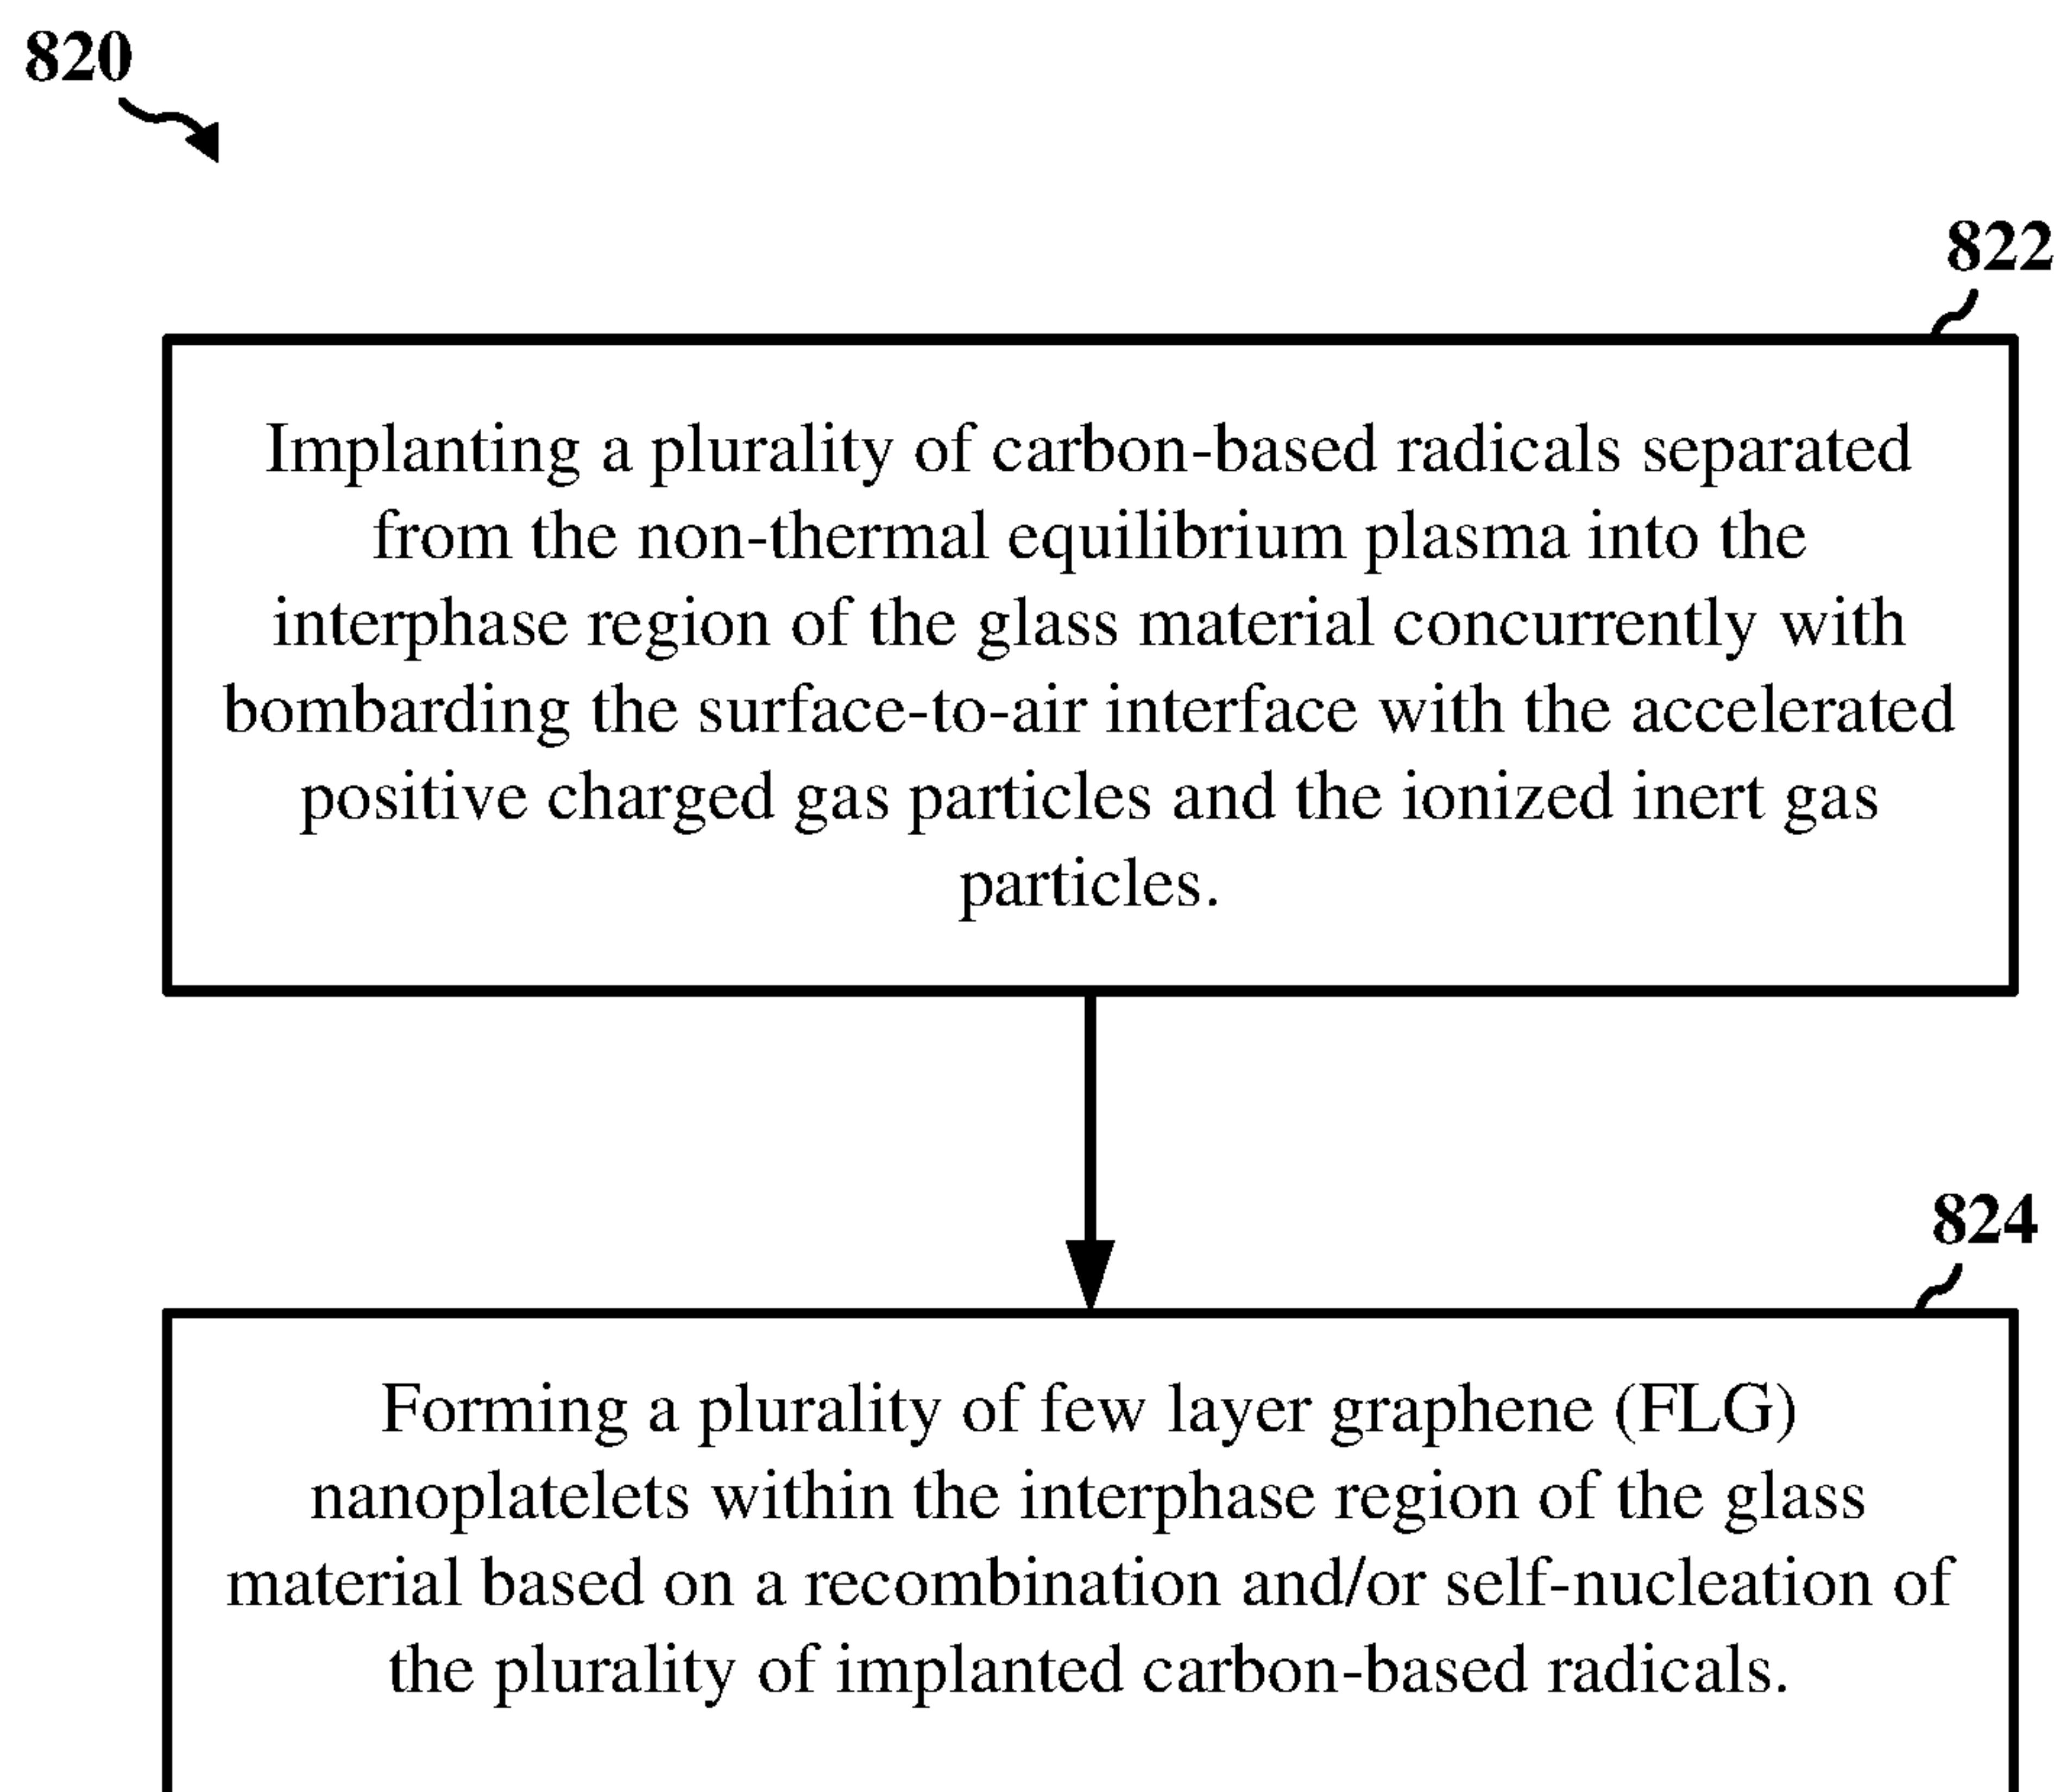 820
822
Implanting a plurality of carbon-based radicals separated
from the non-thermal equilibrium plasma into the
interphase region of the glass material concurrently with
bombarding the surface-to-air interface with the accelerated
positive charged gas particles and the ionized inert gas
particles.
824
Forming a plurality of few layer graphene (FLG)
nanoplatelets within the interphase region of the glass
material based on a recombination and/or self-nucleation of
the plurality of implanted carbon-based radicals.